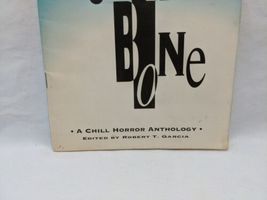 BONE
• A CHILL HORROR ANTHOLOGY •
EDITED BY ROBERT T. GARCIA